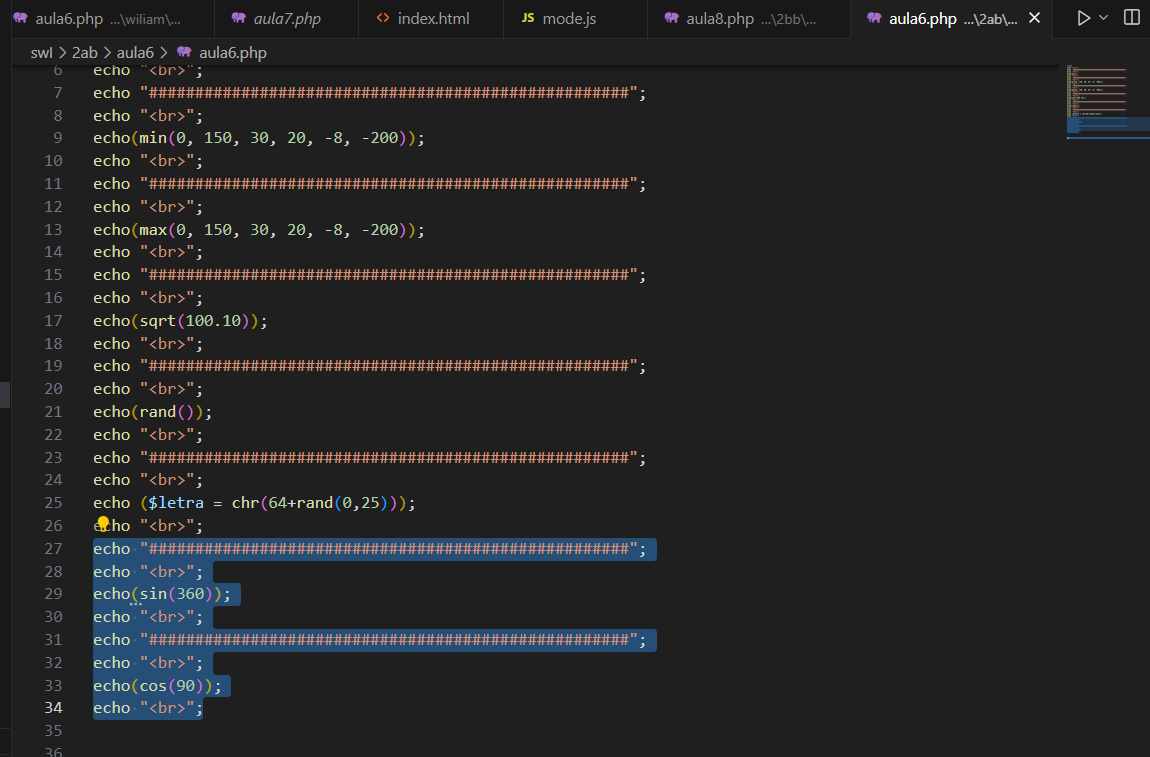 aula6.php ...\wiliam\...
aula7.php
index.html
JS mode.js
aula8.php ...\2bb\...
aula6.php ...\2ab\...
swl > 2ab > aula6 > aula6.php
6 echo "<br>";
7 echo "####################################################";
8 echo "<br>";
9 echo(min(0, 150, 30, 20, -8, -200));
10 echo "<br>";
11 echo "####################################################";
12 echo "<br>";
13 echo(max(0, 150, 30, 20, -8, -200));
14 echo "<br>";
15 echo "####################################################";
16 echo "<br>";
17 echo(sqrt(100.10));
18 echo "<br>";
19 echo "####################################################";
20 echo "<br>";
21 echo(rand());
22 echo "<br>";
23 echo "####################################################";
24 echo "<br>";
25 echo ($letra = chr(64+rand(0,25)));
26 echo "<br>";
27 echo "####################################################";
28 echo "<br>";
29 echo(sin(360));
30 echo "<br>";
31 echo "####################################################";
32 echo "<br>";
33 echo(cos(90));
34 echo "<br>";
35
36